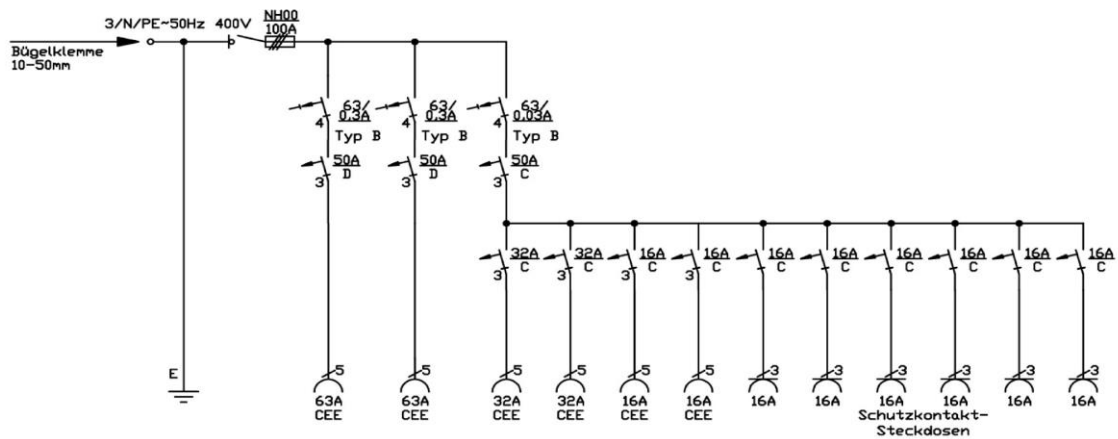 3/N/PE~50Hz 400V
NH00
100A
Bügelklemme
10-50mm
63/ 63/ 63/
0.3A 0.3A 0.03A
4 4 4
Typ B Typ B Typ B
50A 50A 50A
D D C
3 3 3
32A 32A 16A 16A 16A 16A 16A 16A 16A 16A
C C C C C C C C C C
3 3 3 3
E
5 5 5 5 5 5 3 3 3 3 3 3
63A 63A 32A 32A 16A 16A 16A 16A 16A 16A 16A 16A
CEE CEE CEE CEE CEE CEE
Schutzkontakt-
Steckdosen